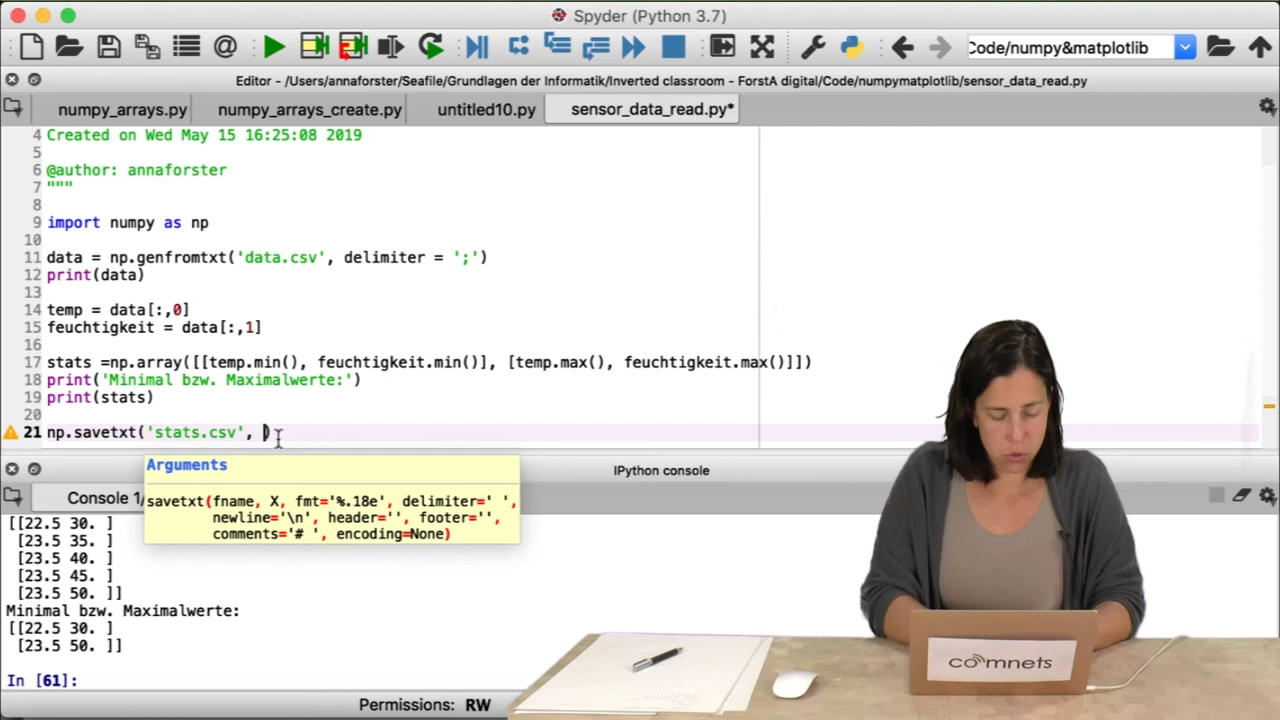 Spyder (Python 3.7)
Code/numpy&matplotlib
Editor - /Users/annaforster/Seafile/Grundlagen der Informatik/Inverted classroom - ForstA digital/Code/numpymatplotlib/sensor_data_read.py
numpy_arrays.py numpy_arrays_create.py untitled10.py sensor_data_read.py*
4 Created on Wed May 15 16:25:08 2019
5
6 @author: annaforster
7 """
8
9 import numpy as np
10
11 data = np.genfromtxt('data.csv', delimiter = ';')
12 print(data)
13
14 temp = data[:,0]
15 feuchtigkeit = data[:,1]
16
17 stats =np.array([[temp.min(), feuchtigkeit.min()], [temp.max(), feuchtigkeit.max()]])
18 print('Minimal bzw. Maximalwerte:')
19 print(stats)
20
21 np.savetxt('stats.csv', )
Arguments
savetxt(fname, X, fmt='%.18e', delimiter=' ',
newline='\n', header='', footer='',
comments='# ', encoding=None)
IPython console
Console 1/
[[22.5 30. ]
[23.5 35. ]
[23.5 40. ]
[23.5 45. ]
[23.5 50. ]]
Minimal bzw. Maximalwerte:
[[22.5 30. ]
[23.5 50. ]]
In [61]:
Permissions: RW
comnets